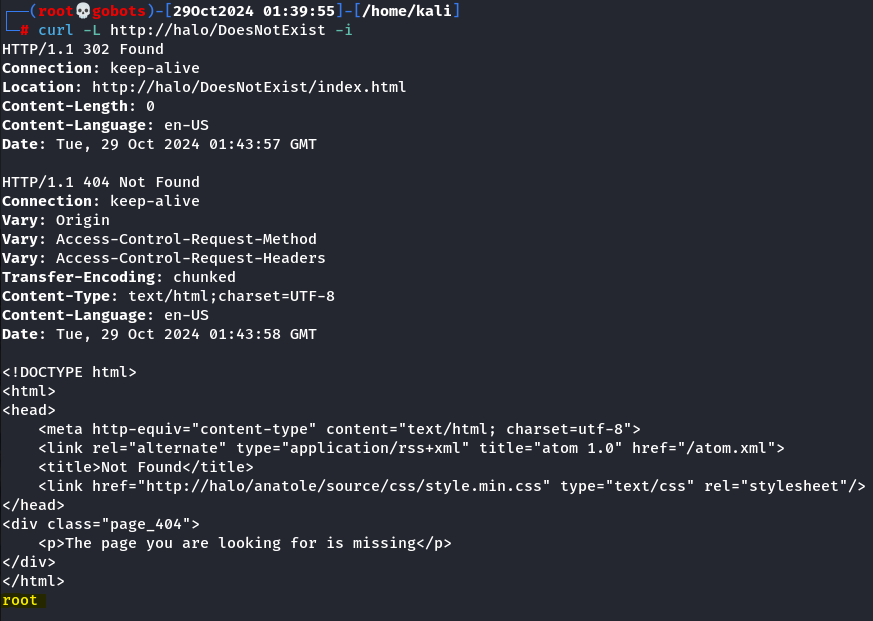 ┌──(root💀gobots)-[29Oct2024 01:39:55]-[/home/kali]
└─# curl -L http://halo/DoesNotExist -i
HTTP/1.1 302 Found
Connection: keep-alive
Location: http://halo/DoesNotExist/index.html
Content-Length: 0
Content-Language: en-US
Date: Tue, 29 Oct 2024 01:43:57 GMT

HTTP/1.1 404 Not Found
Connection: keep-alive
Vary: Origin
Vary: Access-Control-Request-Method
Vary: Access-Control-Request-Headers
Transfer-Encoding: chunked
Content-Type: text/html;charset=UTF-8
Content-Language: en-US
Date: Tue, 29 Oct 2024 01:43:58 GMT

<!DOCTYPE html>
<html>
<head>
    <meta http-equiv="content-type" content="text/html; charset=utf-8">
    <link rel="alternate" type="application/rss+xml" title="atom 1.0" href="/atom.xml">
    <title>Not Found</title>
    <link href="http://halo/anatole/source/css/style.min.css" type="text/css" rel="stylesheet"/>
</head>
<div class="page_404">
    <p>The page you are looking for is missing</p>
</div>
</html>
root